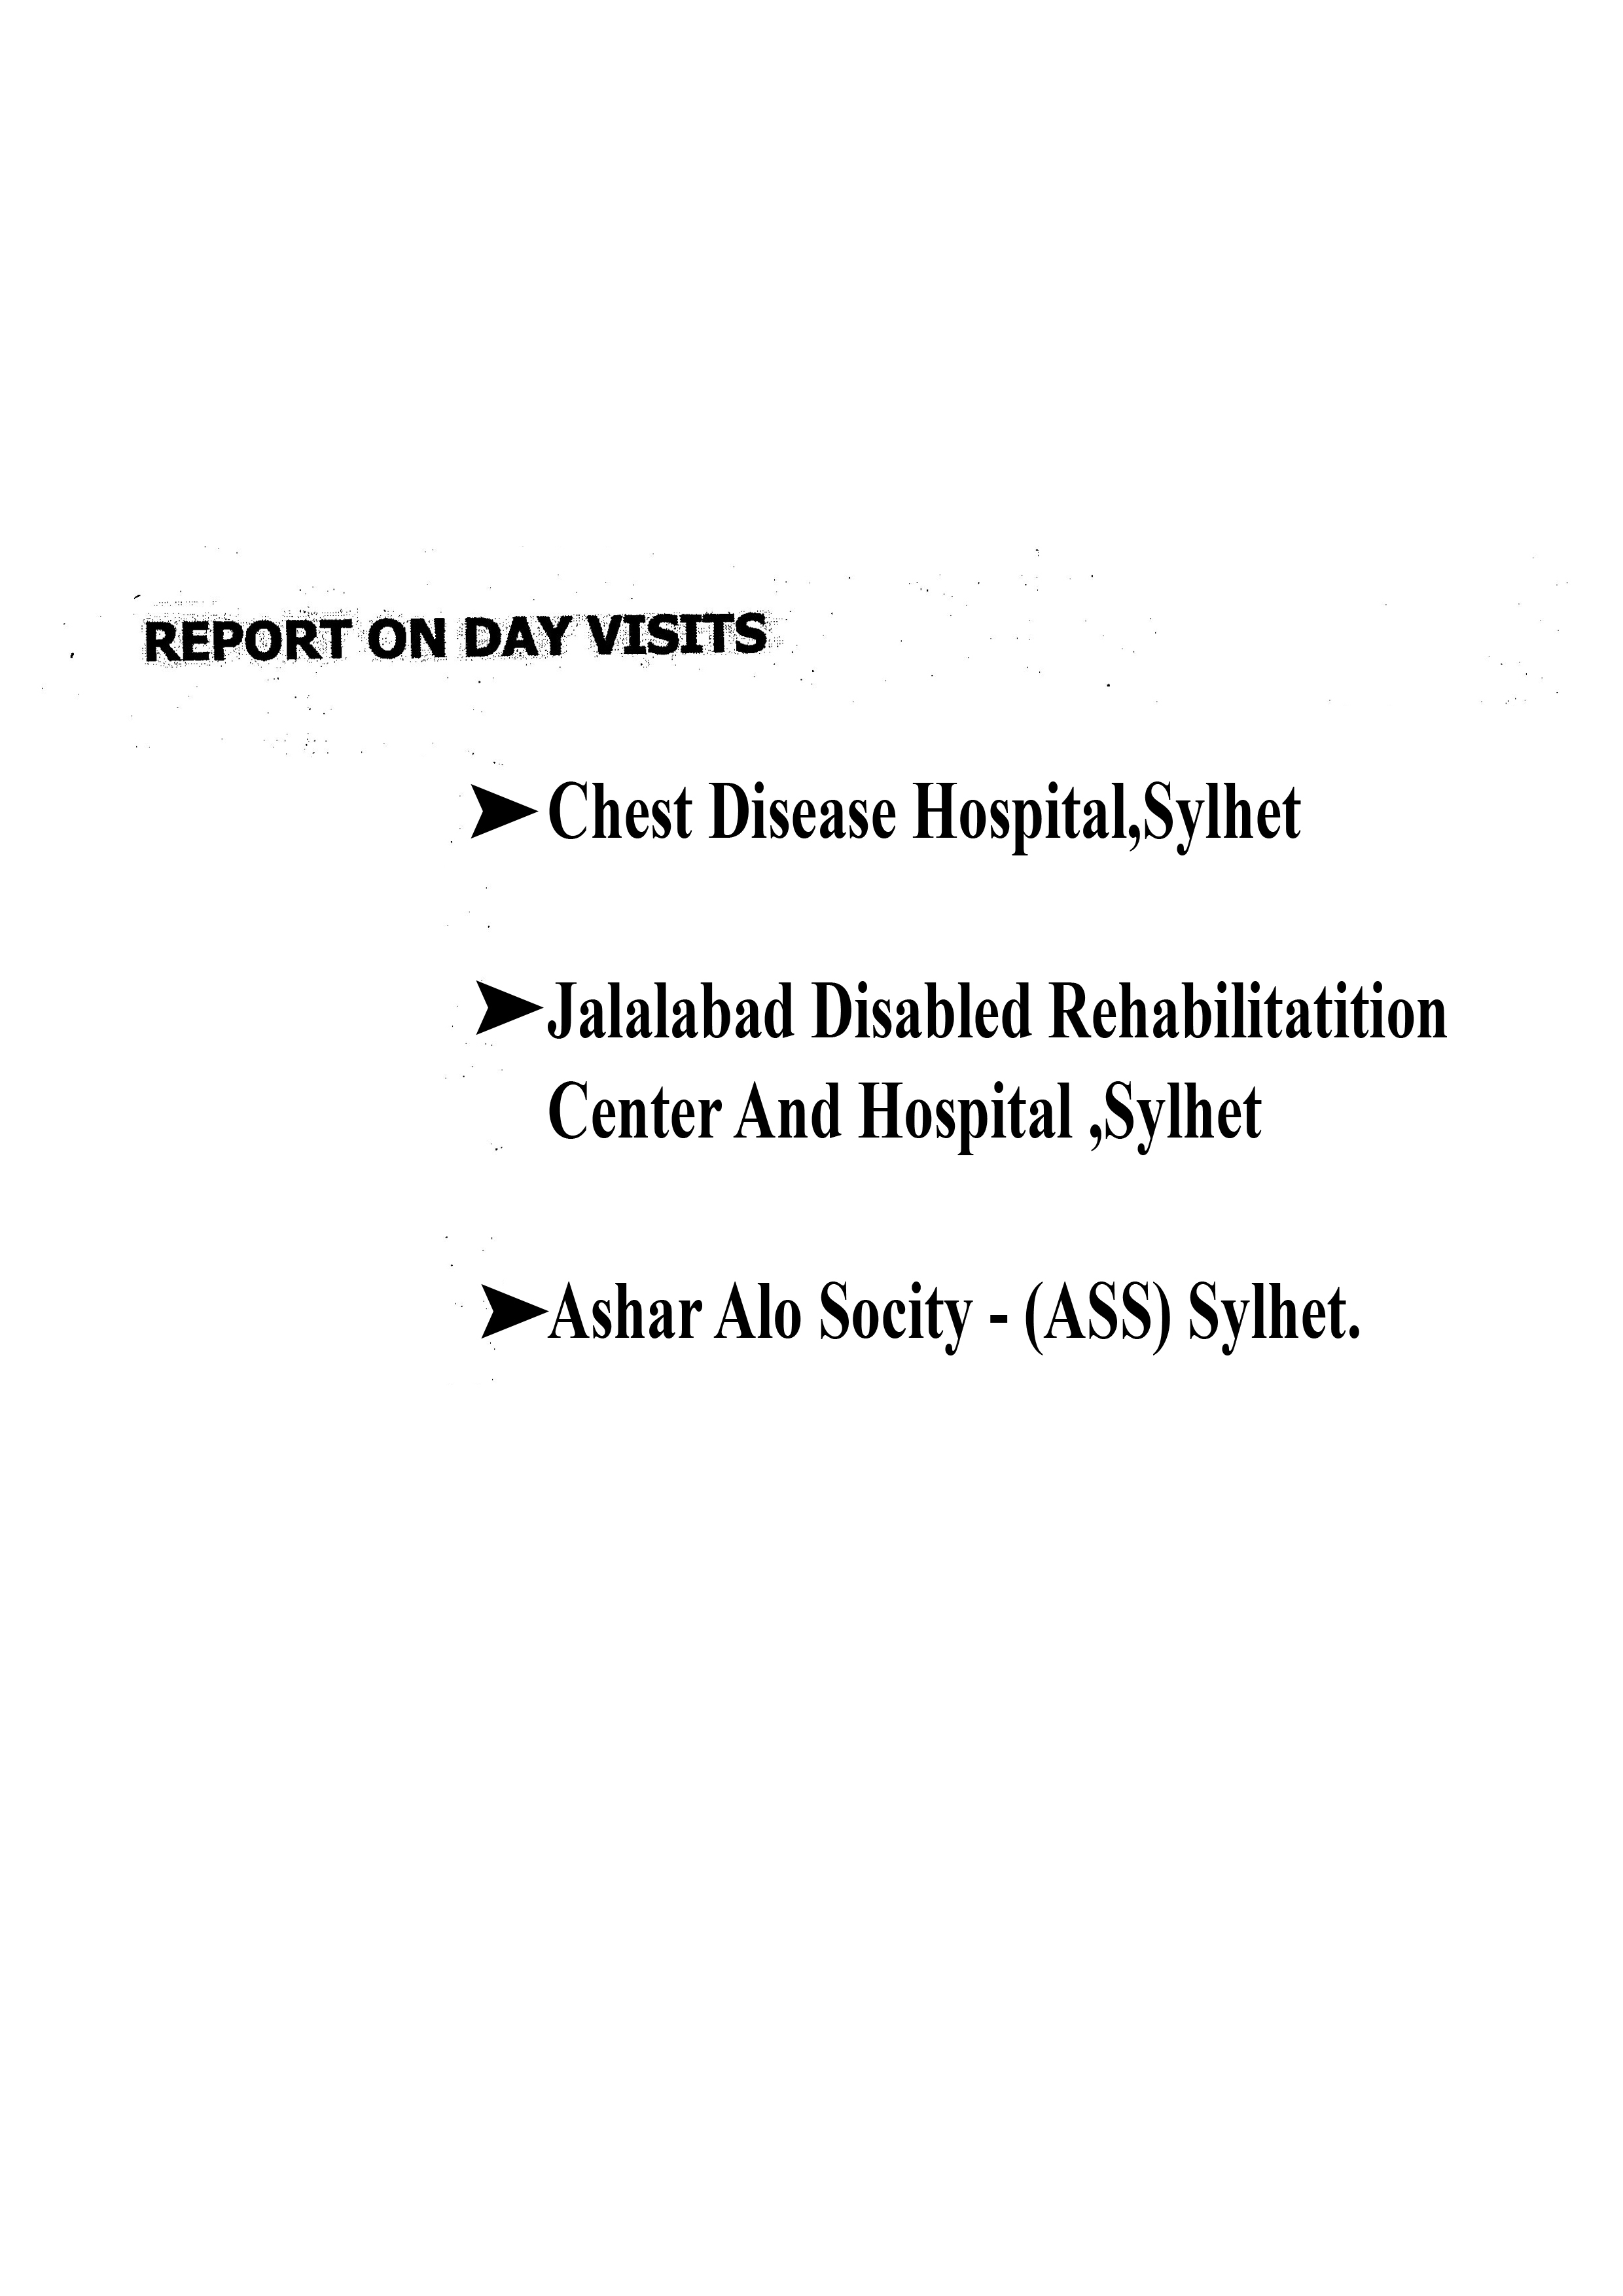 REPORT ON DAY VISITS
➤Chest Disease Hospital,Sylhet
➤Jalalabad Disabled Rehabilitatition
Center And Hospital ,Sylhet
➤Ashar Alo Socity - (ASS) Sylhet.